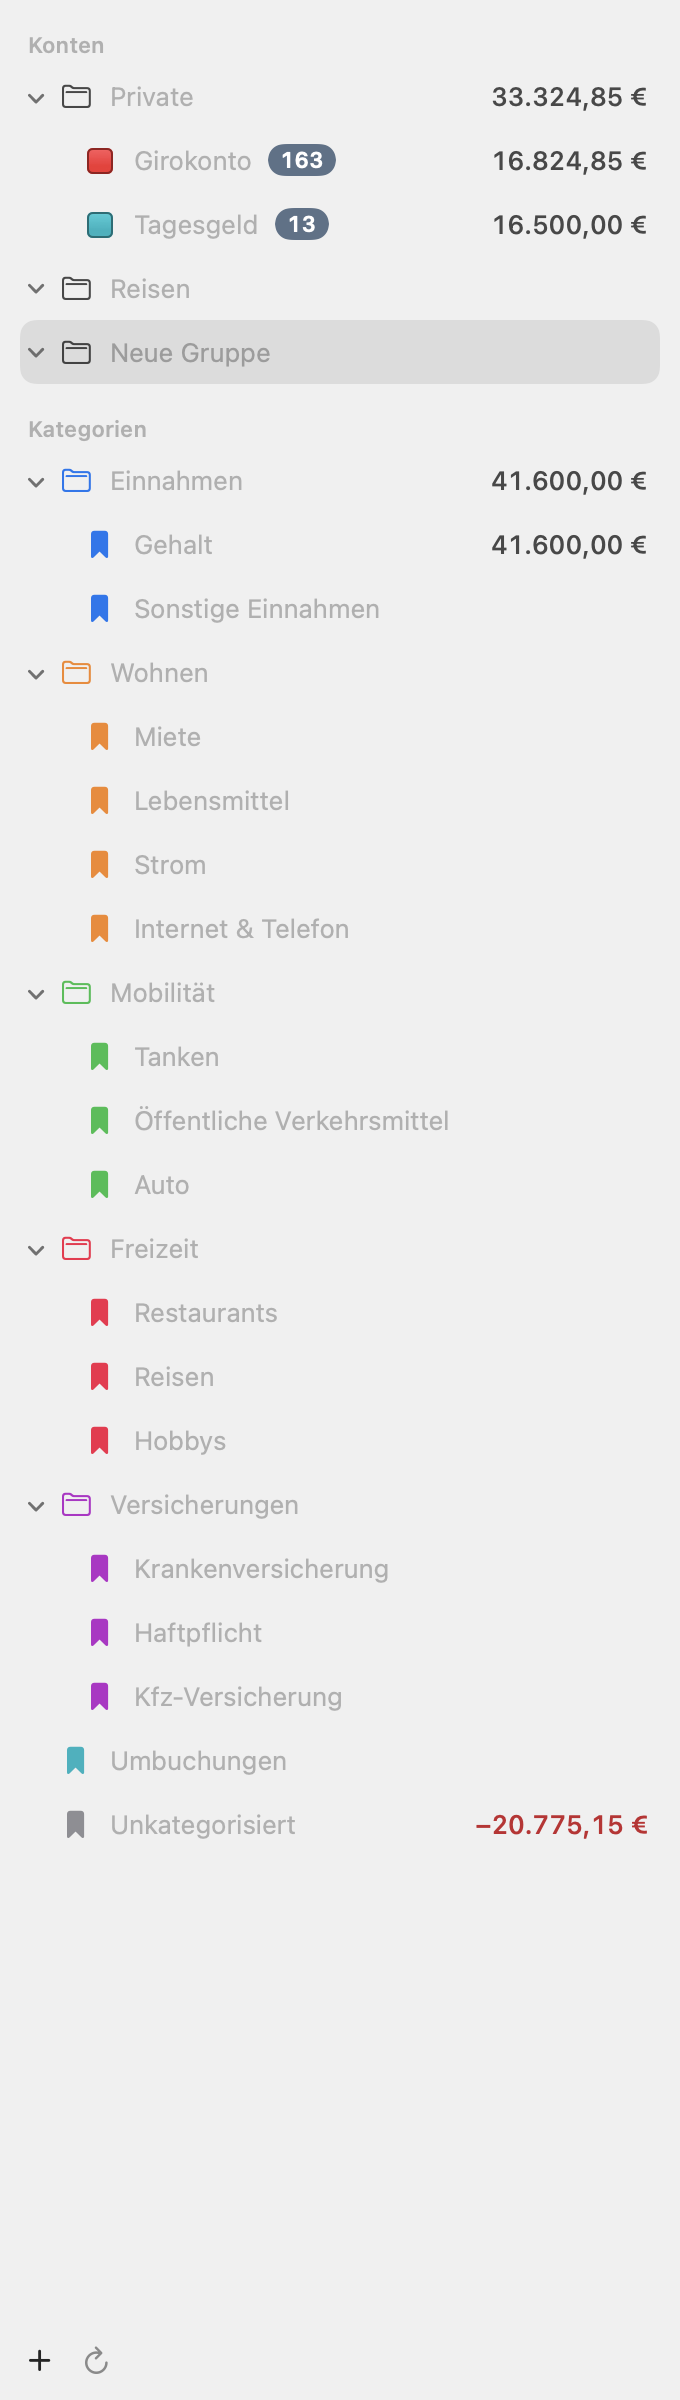 Konten
Private 33.324,85 €
Girokonto 163 16.824,85 €
Tagesgeld 13 16.500,00 €
Reisen
Neue Gruppe
Kategorien
Einnahmen 41.600,00 €
Gehalt 41.600,00 €
Sonstige Einnahmen
Wohnen
Miete
Lebensmittel
Strom
Internet & Telefon
Mobilität
Tanken
Öffentliche Verkehrsmittel
Auto
Freizeit
Restaurants
Reisen
Hobbys
Versicherungen
Krankenversicherung
Haftpflicht
Kfz-Versicherung
Umbuchungen
Unkategorisiert −20.775,15 €